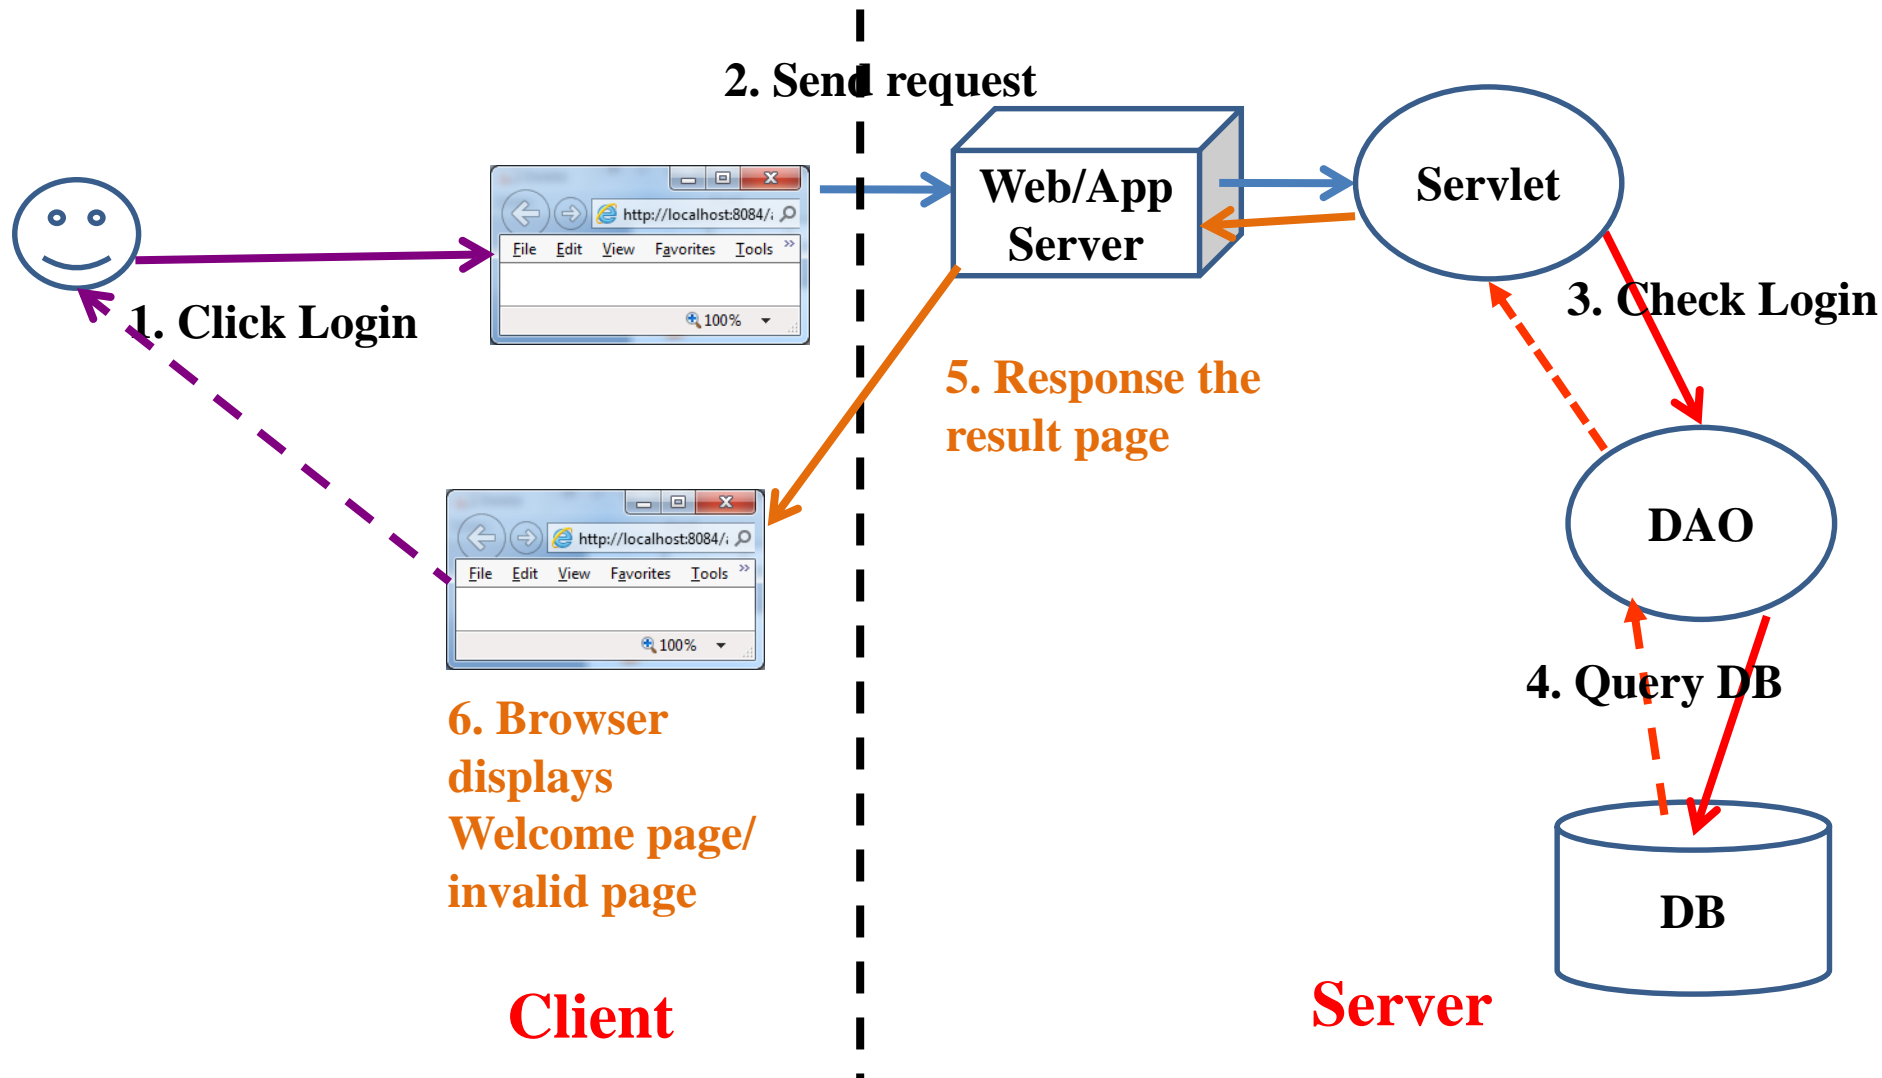 2. Send request
Web/App
Server
Servlet
http://localhost:8084/
File Edit View Favorites Tools »
100%
1. Click Login
3. Check Login
5. Response the
result page
DAO
http://localhost:8084/
File Edit View Favorites Tools »
100%
4. Query DB
6. Browser
displays
Welcome page/
invalid page
DB
Client
Server